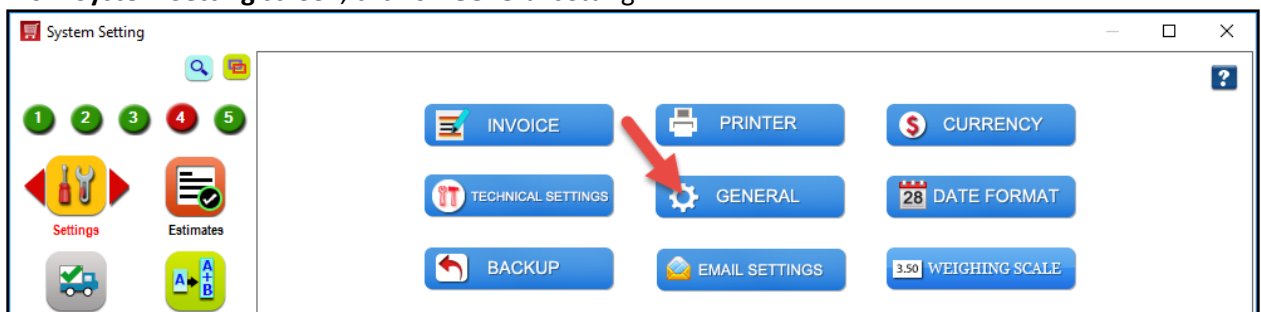 System Setting
?
1 2 3 4 5
INVOICE PRINTER $ CURRENCY
TECHNICAL SETTINGS GENERAL 28 DATE FORMAT
Settings Estimates
BACKUP EMAIL SETTINGS 3.50 WEIGHING SCALE
A A+B